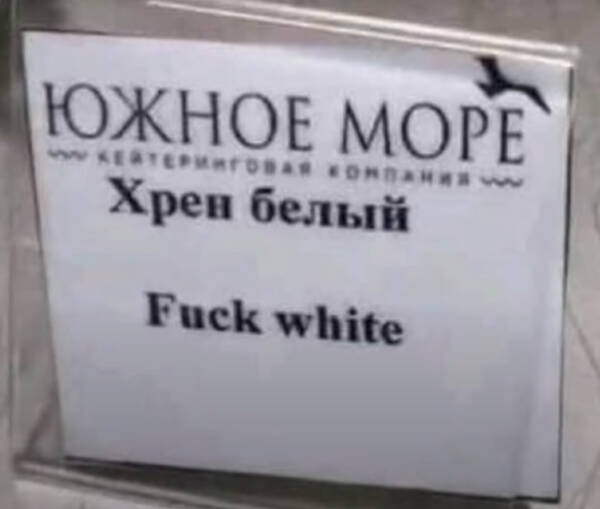 ЮЖНОЕ МОРЕ
КЕЙТЕРИНГОВАЯ КОМПАНИЯ
Хрен белый
Fuck white